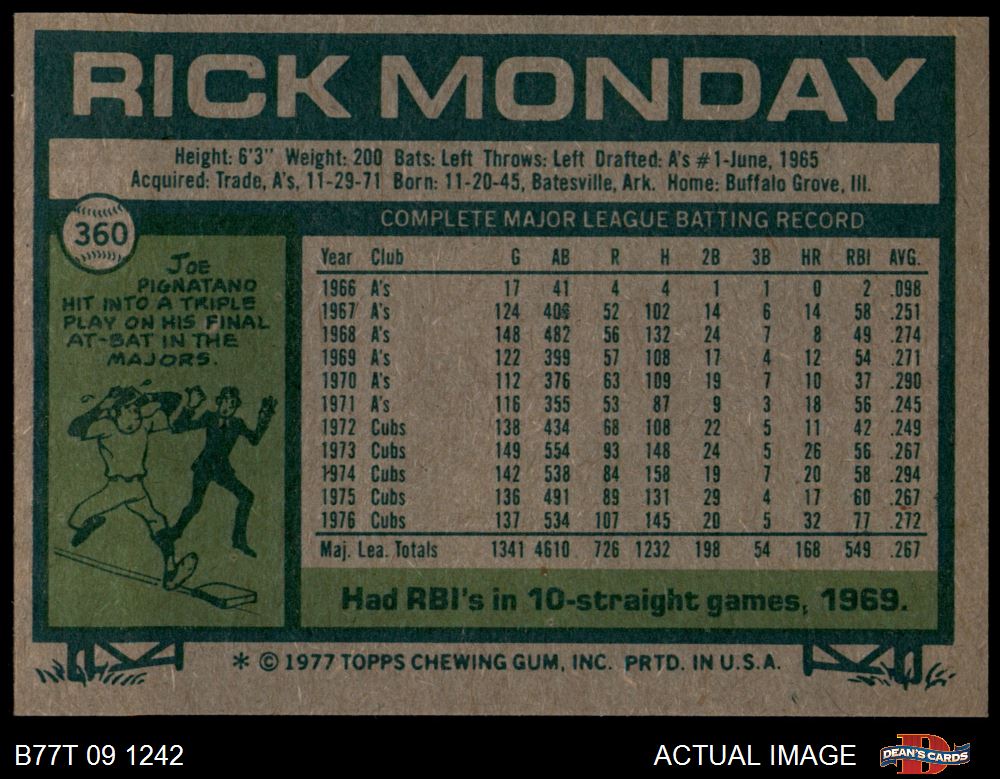 RICK MONDAY
Height: 6'3" Weight: 200 Bats: Left Throws: Left Drafted: A's #1-June, 1965
Acquired: Trade, A's, 11-29-71 Born: 11-20-45, Batesville, Ark. Home: Buffalo Grove, Ill.
360
JOE
PIGNATANO
HIT INTO A TRIPLE
PLAY ON HIS FINAL
AT-BAT IN THE
MAJORS.
COMPLETE MAJOR LEAGUE BATTING RECORD
Year Club G AB R H 2B 3B HR RBI AVG.
1966 A's 17 41 4 4 1 1 0 2 .098
1967 A's 124 406 52 102 14 6 14 58 .251
1968 A's 148 482 56 132 24 7 8 49 .274
1969 A's 122 399 57 108 17 4 12 54 .271
1970 A's 112 376 63 109 19 7 10 37 .290
1971 A's 116 355 53 87 9 3 18 56 .245
1972 Cubs 138 434 68 108 22 5 11 42 .249
1973 Cubs 149 554 93 148 24 5 26 56 .267
1974 Cubs 142 538 84 158 19 7 20 58 .294
1975 Cubs 136 491 89 131 29 4 17 60 .267
1976 Cubs 137 534 107 145 20 5 32 77 .272
Maj. Lea. Totals 1341 4610 726 1232 198 54 168 549 .267
Had RBI's in 10-straight games, 1969.
* © 1977 TOPPS CHEWING GUM, INC. PRTD. IN U.S.A.
B77T 09 1242
ACTUAL IMAGE
DEAN'S CARDS